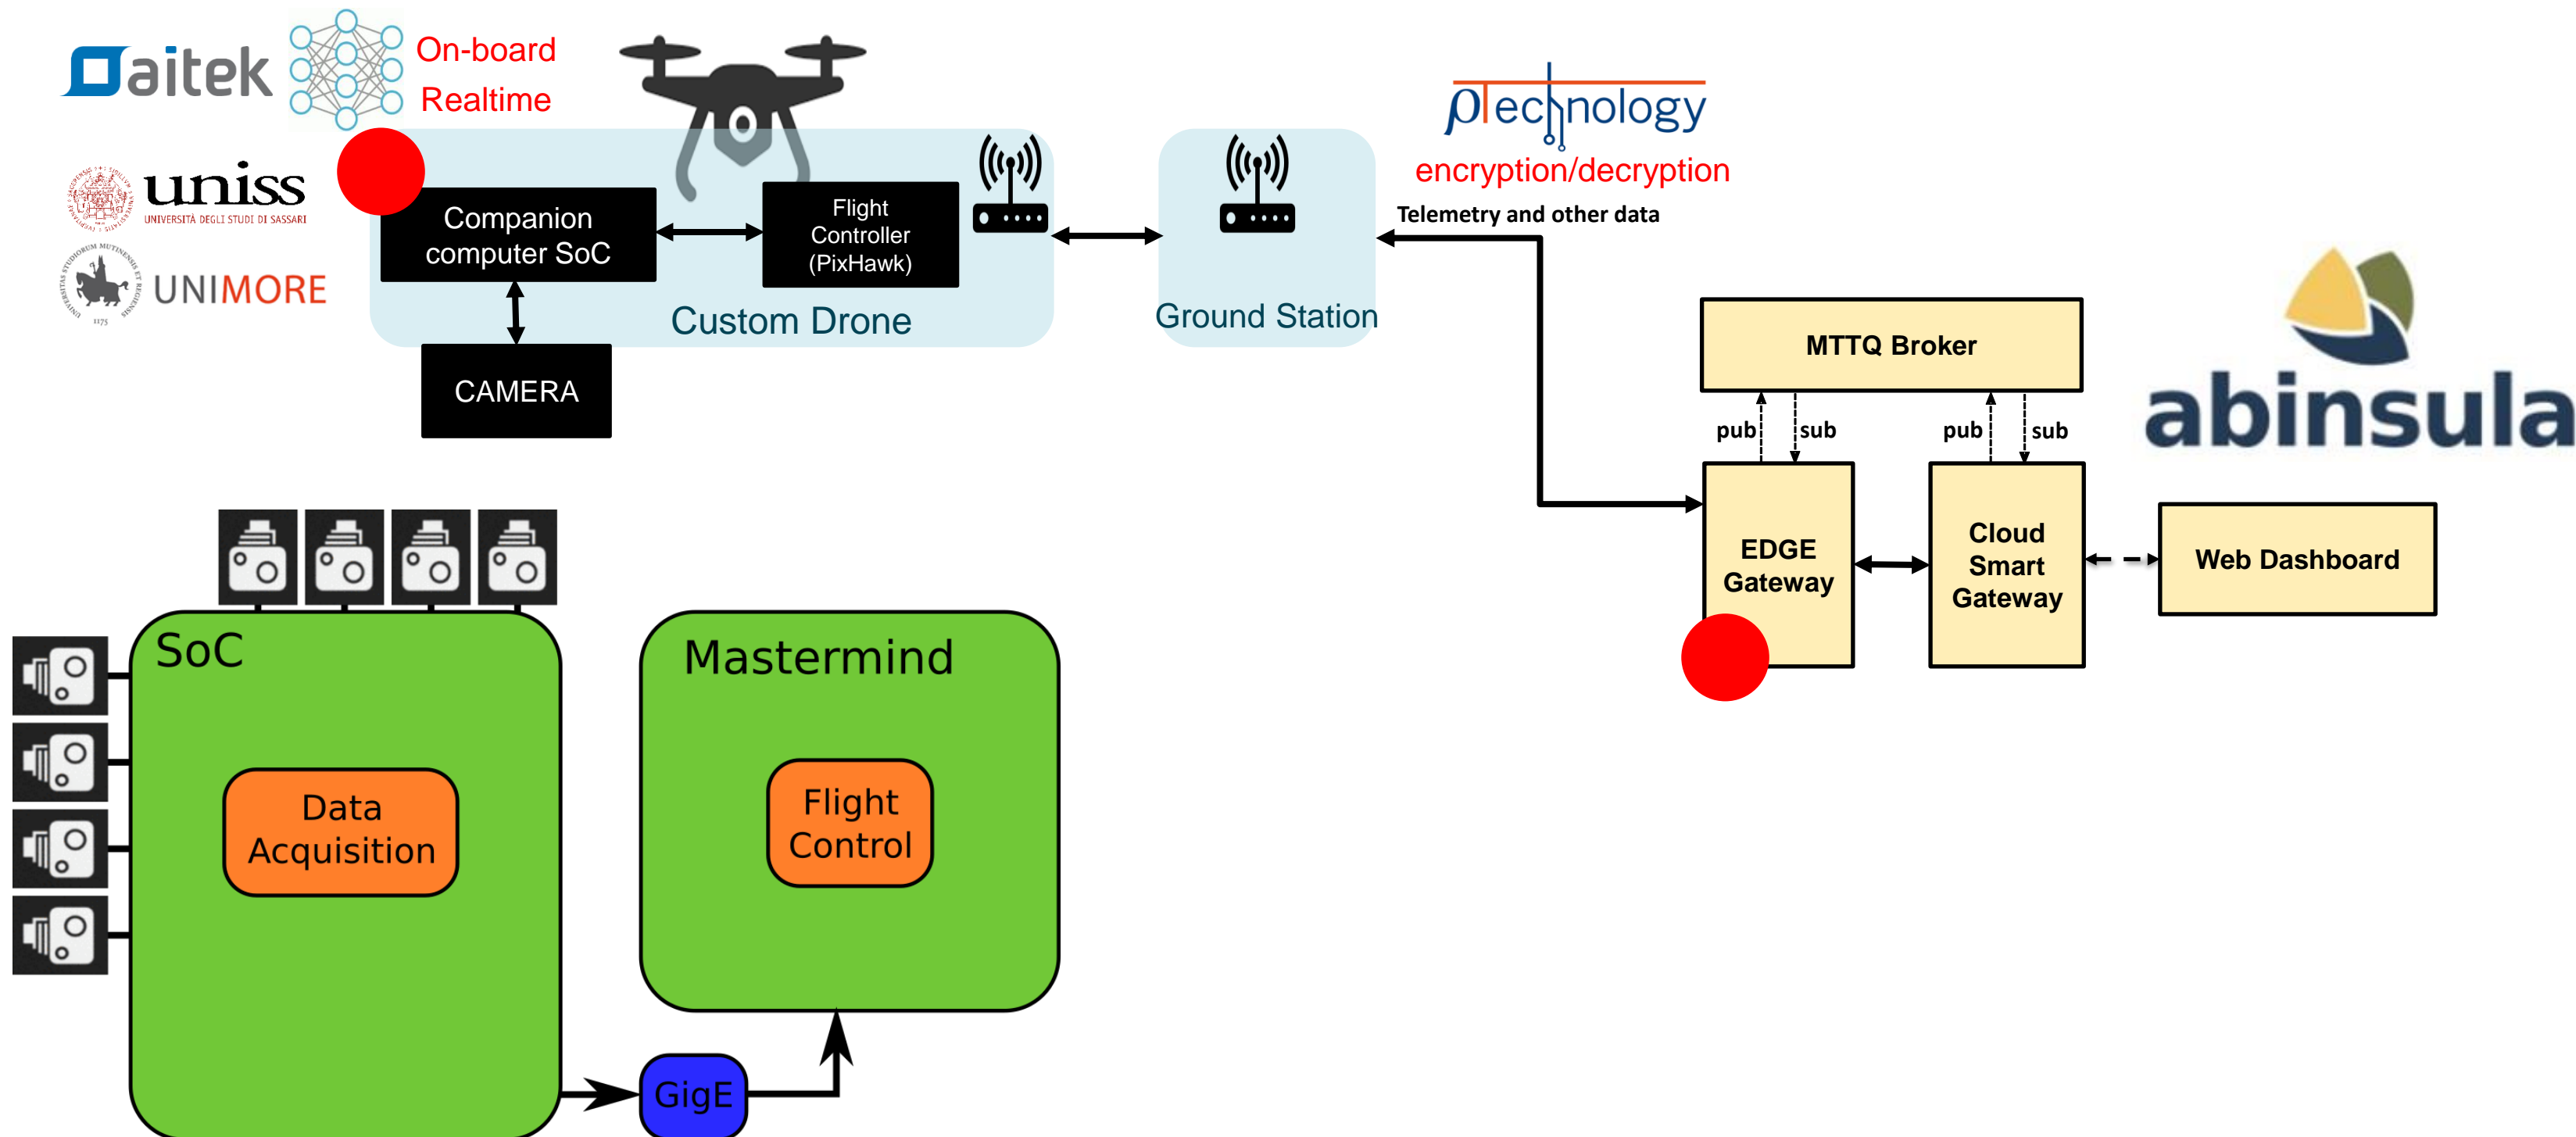 aitek
On-board
Realtime
uniss
UNIVERSITÀ DEGLI STUDI DI SASSARI
UNIMORE
1175
Companion
computer SoC
Flight
Controller
(PixHawk)
Custom Drone
CAMERA
Ground Station
ρTechnology
encryption/decryption
Telemetry and other data
MTTQ Broker
pub
sub
pub
sub
EDGE
Gateway
Cloud
Smart
Gateway
Web Dashboard
abinsula
SoC
Data
Acquisition
Mastermind
Flight
Control
GigE